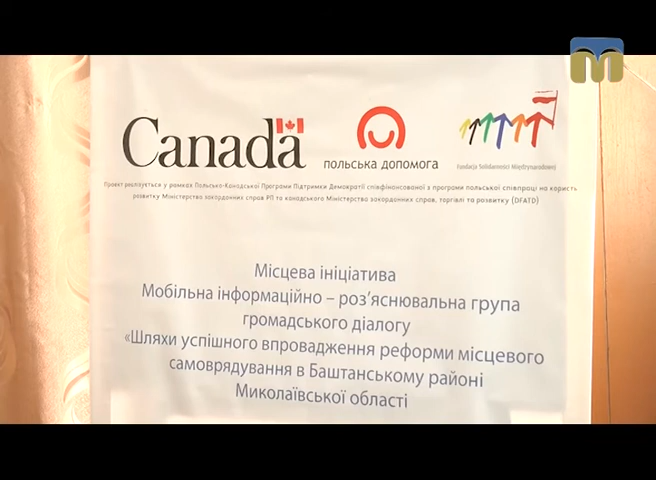 Canada
польська допомога
Fundacja Solidarności Międzynarodowej
Проект реалізується у рамках Польсько-Канадської Програми Підтримки Демократії співфінансованої з програми польської співпраці на користь
розвитку Міністерство закордонних справ РП та канадського Міністерство закордонних справ, торгівлі та розвитку (DFATD)
Місцева ініціатива
Мобільна інформаційно – роз’яснювальна група
громадського діалогу
«Шляхи успішного впровадження реформи місцевого
самоврядування в Баштанському районі
Миколаївської області